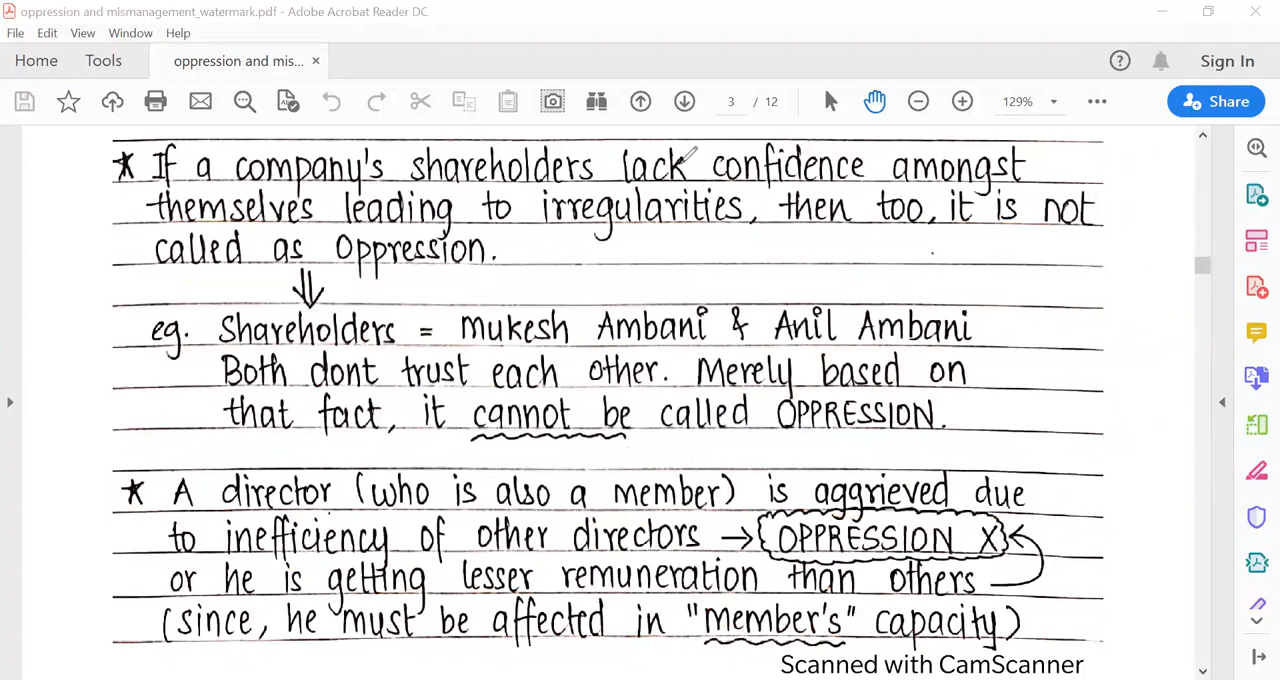 oppression and mismanagement_watermark.pdf - Adobe Acrobat Reader DC
File Edit View Window Help
Home Tools oppression and mis... × Sign In
3 / 12 129% Share
* If a company's shareholders lack confidence amongst
themselves leading to irregularities, then too, it is not
called as Oppression.
eg. Shareholders = Mukesh Ambani & Anil Ambani
Both dont trust each other. Merely based on
that fact, it cannot be called OPPRESSION.
* A director (who is also a member) is aggrieved due
to inefficiency of other directors → OPPRESSION X
or he is getting lesser remuneration than others
(since, he must be affected in "member's" capacity)
Scanned with CamScanner